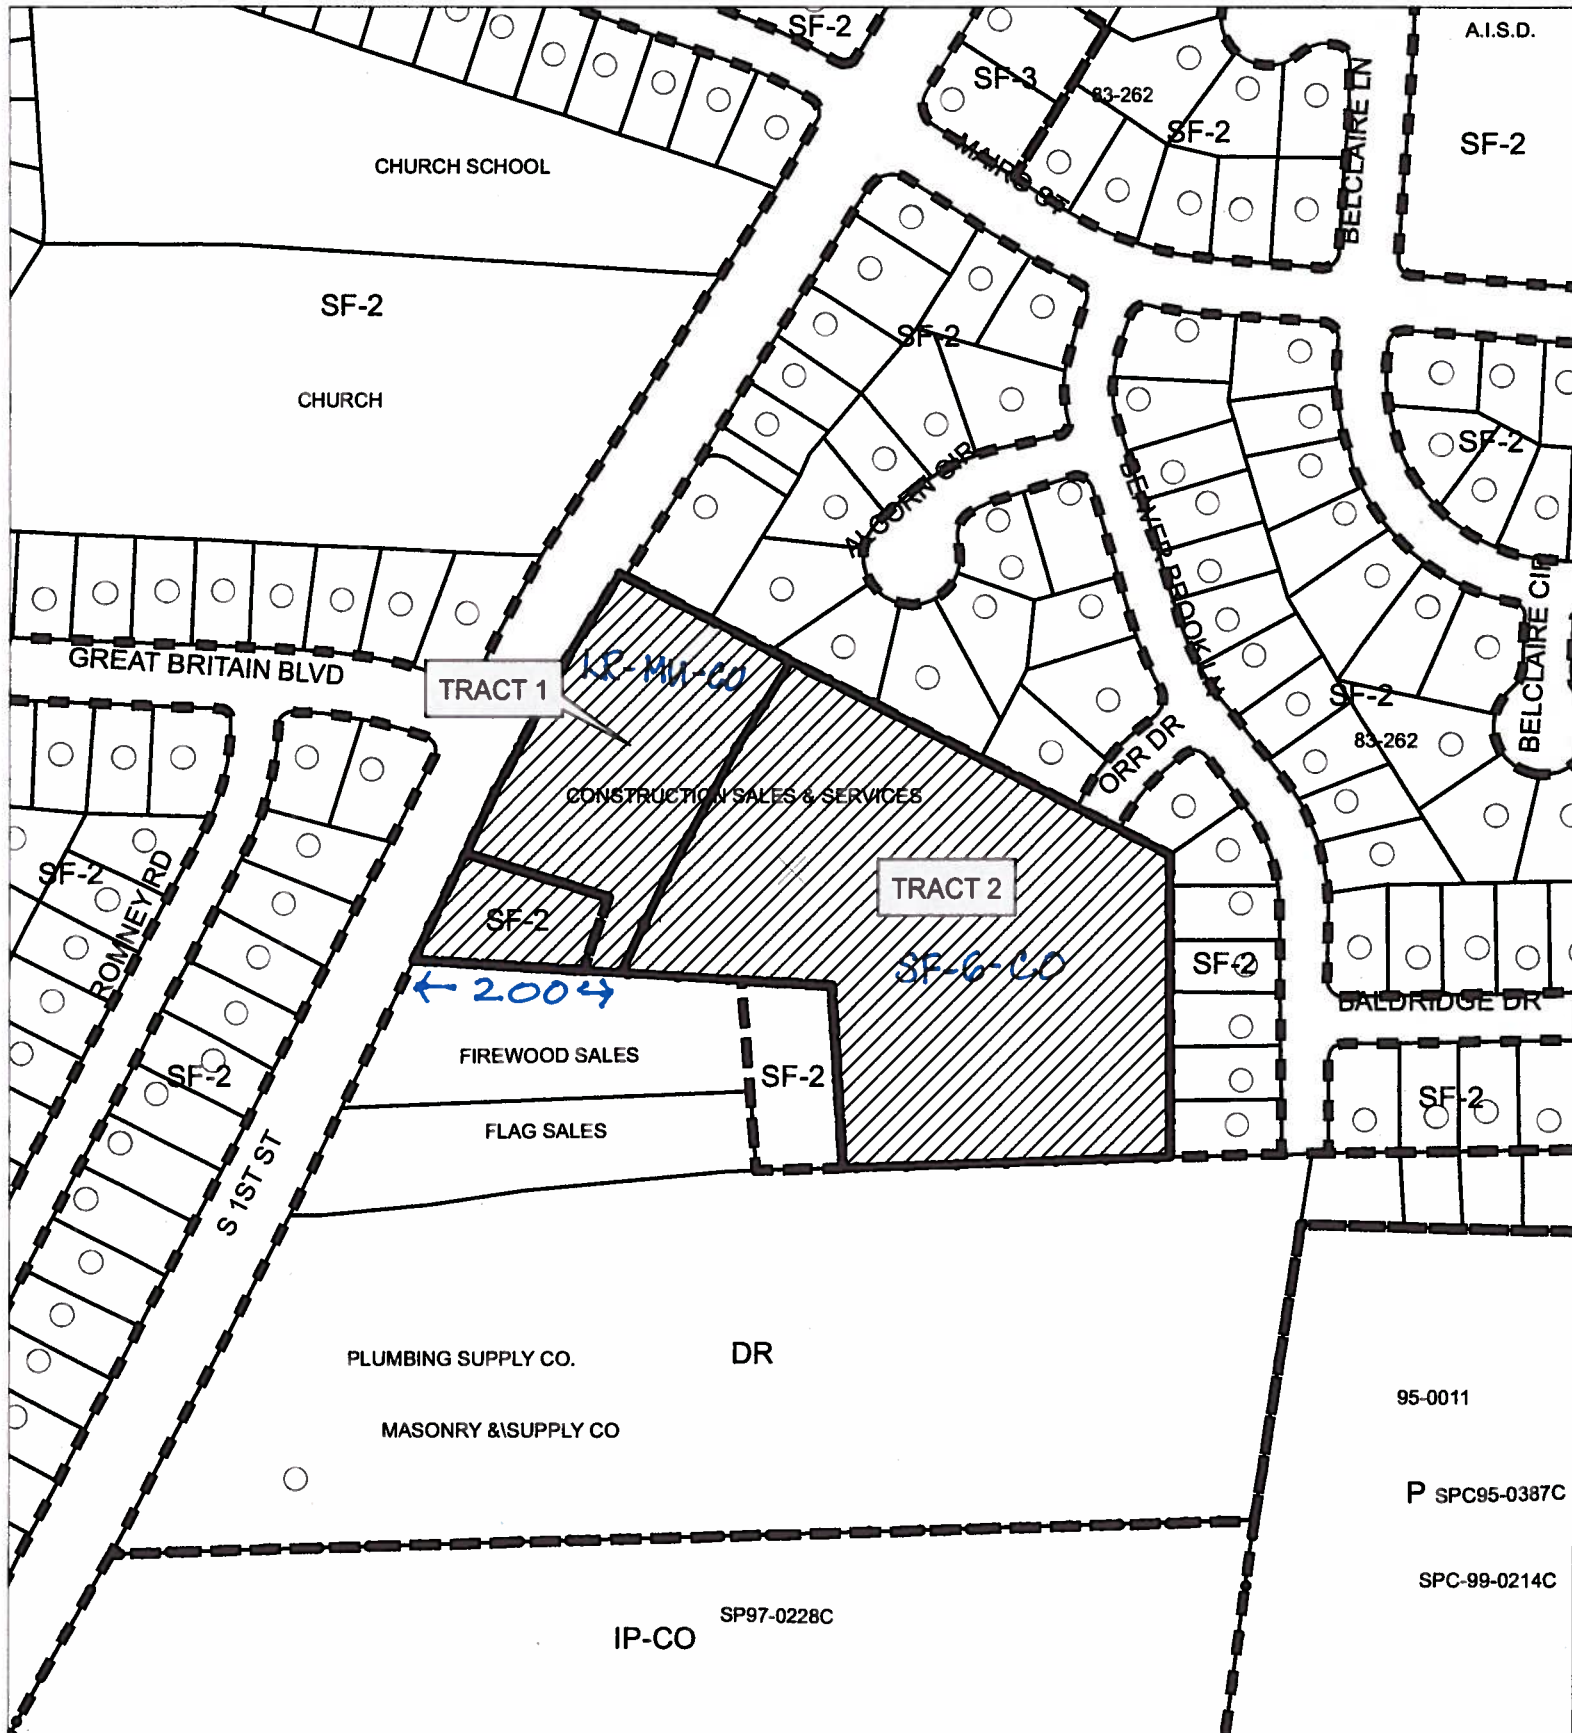 SF-2
A.I.S.D.
SF-3
83-262
SF-2
SF-2
BELCLAIRE LN
CHURCH SCHOOL
SF-2
CHURCH
SF-2
SF-2
ALCORN CIR
GREAT BRITAIN BLVD
TRACT 1
BELCLAIRE CIR
SF-2
83-262
ORR DR
CONSTRUCTION SALES & SERVICES
SF-2
ROMNEY RD
TRACT 2
SF-2
SF-6-CO
SF-2
← 200 →
BALDRIDGE DR
FIREWOOD SALES
SF-2
SF-2
SF-2
FLAG SALES
S 1ST ST
PLUMBING SUPPLY CO.
DR
MASONRY &\SUPPLY CO
95-0011
P SPC95-0387C
SPC-99-0214C
SP97-0228C
IP-CO